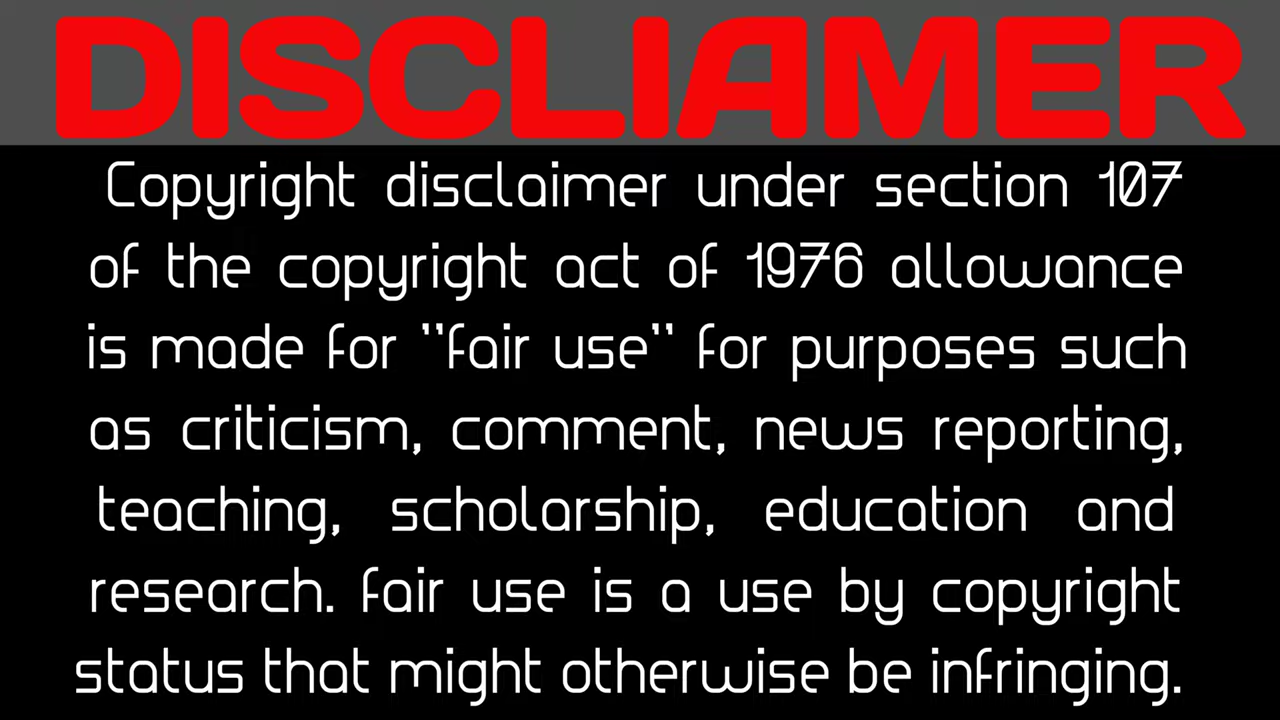 DISCLIAMER
Copyright disclaimer under section 107
of the copyright act of 1976 allowance
is made for "fair use" for purposes such
as criticism, comment, news reporting,
teaching, scholarship, education and
research. fair use is a use by copyright
status that might otherwise be infringing.